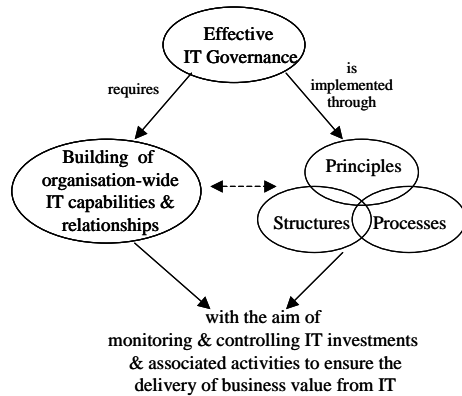 Effective
IT Governance
requires
is
implemented
through
Building of
organisation-wide
IT capabilities &
relationships
Principles
Structures
Processes
with the aim of
monitoring & controlling IT investments
& associated activities to ensure the
delivery of business value from IT